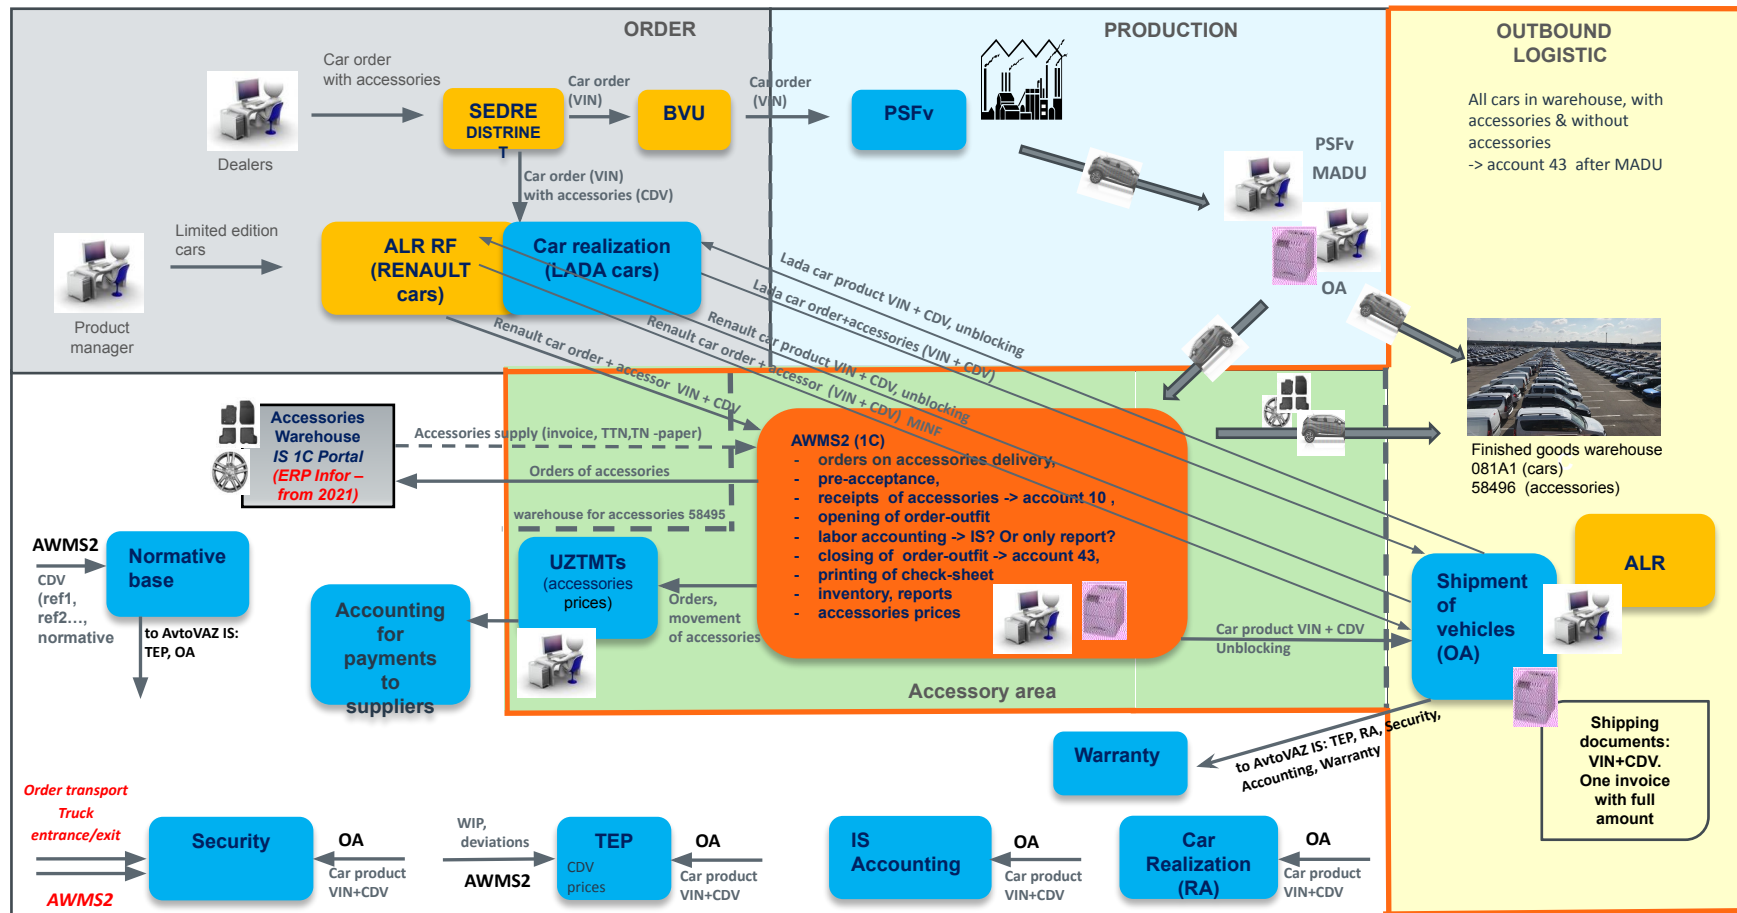 ORDER
PRODUCTION
OUTBOUND
LOGISTIC
Car order
with accessories
Dealers
SEDRE
DISTRINE
T
Car order
(VIN)
BVU
Car order
(VIN)
PSFv
PSFv
MADU
OA
All cars in warehouse, with
accessories & without
accessories
-> account 43  after MADU
Car order (VIN)
with accessories (CDV)
Limited edition
cars
Product
manager
ALR RF
(RENAULT
cars)
Car realization
(LADA cars)
Lada car product VIN + CDV, unblocking
Lada car order+accessories (VIN + CDV)
Renault car product VIN + CDV, unblocking
Renault car order + accessor  (VIN + CDV)  MINF
Renault car order + accessor  VIN + CDV
Accessories
Warehouse
IS 1C Portal
(ERP Infor –
from 2021)
Accessories supply (invoice, TTN,TN -paper)
Orders of accessories
warehouse for accessories 58495
AWMS2 (1C)
- orders on accessories delivery,
- pre-acceptance,
- receipts  of accessories -> account 10 ,
- opening of order-outfit
- labor accounting -> IS? Or only report?
- closing of  order-outfit -> account 43,
- printing of check-sheet
- inventory, reports
- accessories prices
Finished goods warehouse
081A1 (cars)
58496  (accessories)
AWMS2
CDV
(ref1,
ref2...,
normative
Normative
base
to AvtoVAZ IS:
TEP, OA
Accounting
for
payments
to
suppliers
UZTMTs
(accessories
prices)
Orders,
movement
of accessories
Accessory area
Car product VIN + CDV
Unblocking
Shipment
of
vehicles
(OA)
ALR
Warranty
to AvtoVAZ IS: TEP, RA, Security,
Accounting, Warranty
Shipping
documents:
VIN+CDV.
One invoice
with full
amount
Order transport
Truck
entrance/exit
AWMS2
Security
OA
Car product
VIN+CDV
WIP,
deviations
AWMS2
TEP
CDV
prices
OA
Car product
VIN+CDV
IS
Accounting
OA
Car product
VIN+CDV
Car
Realization
(RA)
OA
Car product
VIN+CDV